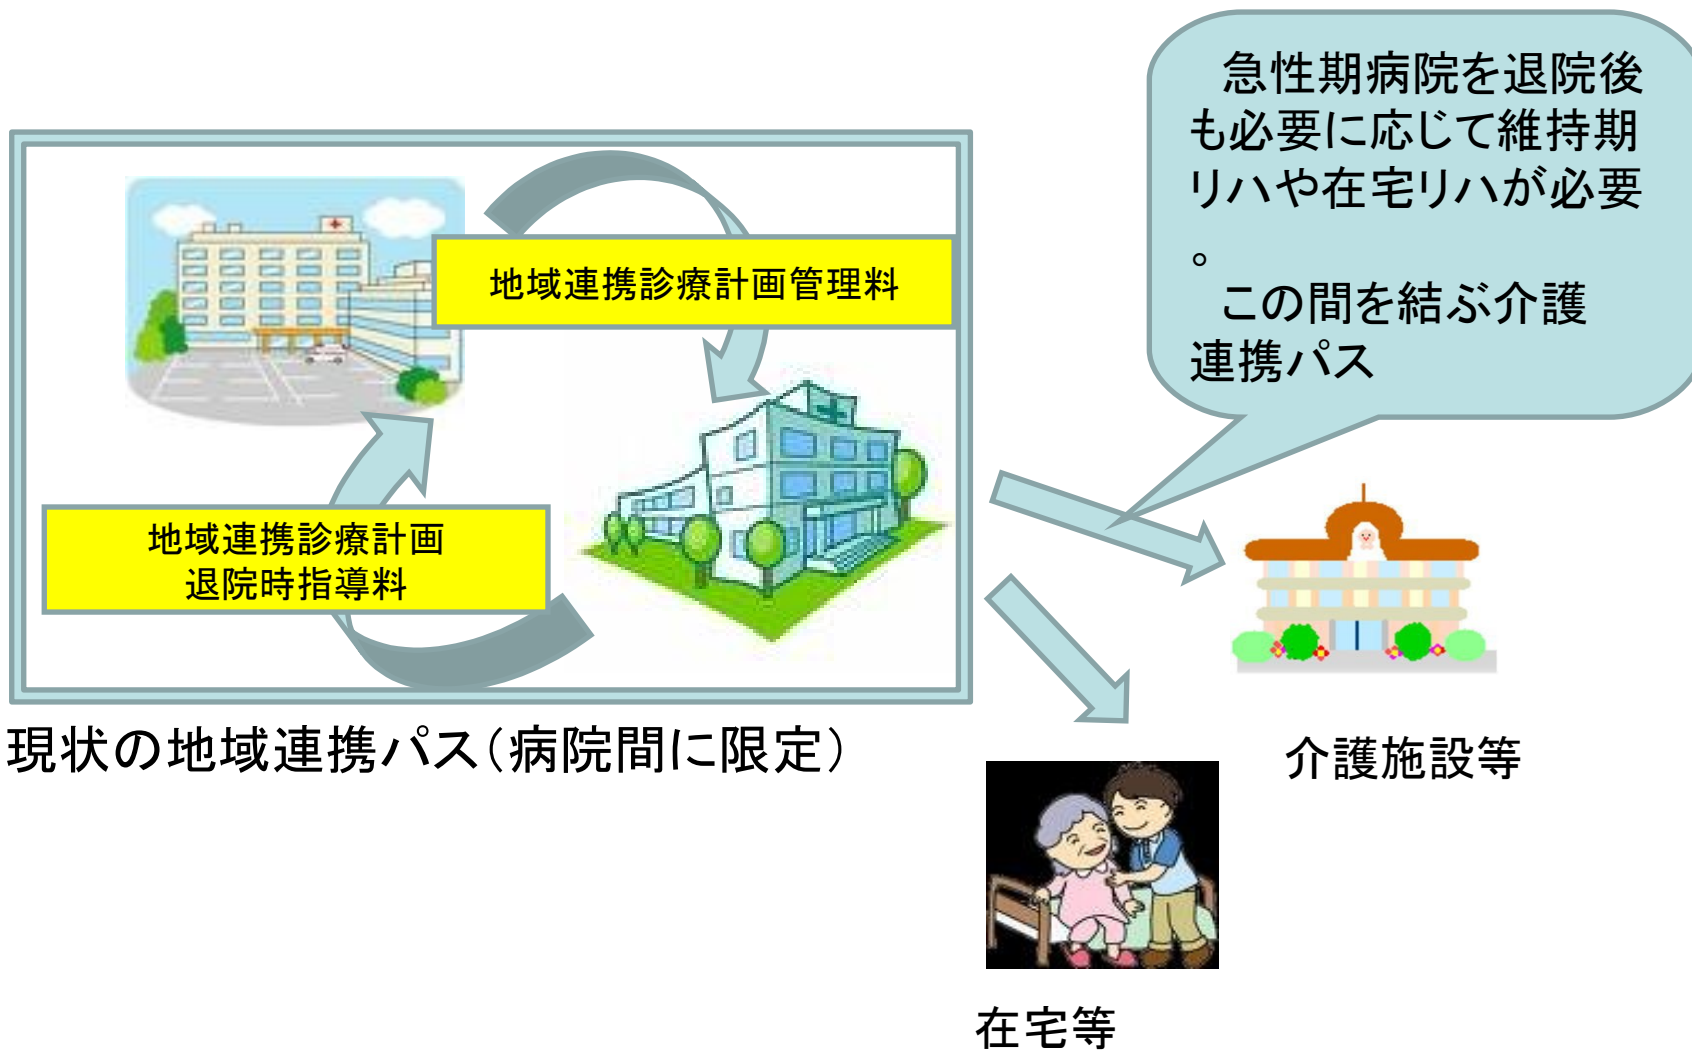 急性期病院を退院後
も必要に応じて維持期
リハや在宅リハが必要
。
この間を結ぶ介護
連携パス
地域連携診療計画管理料
地域連携診療計画
退院時指導料
現状の地域連携パス（病院間に限定）
介護施設等
在宅等